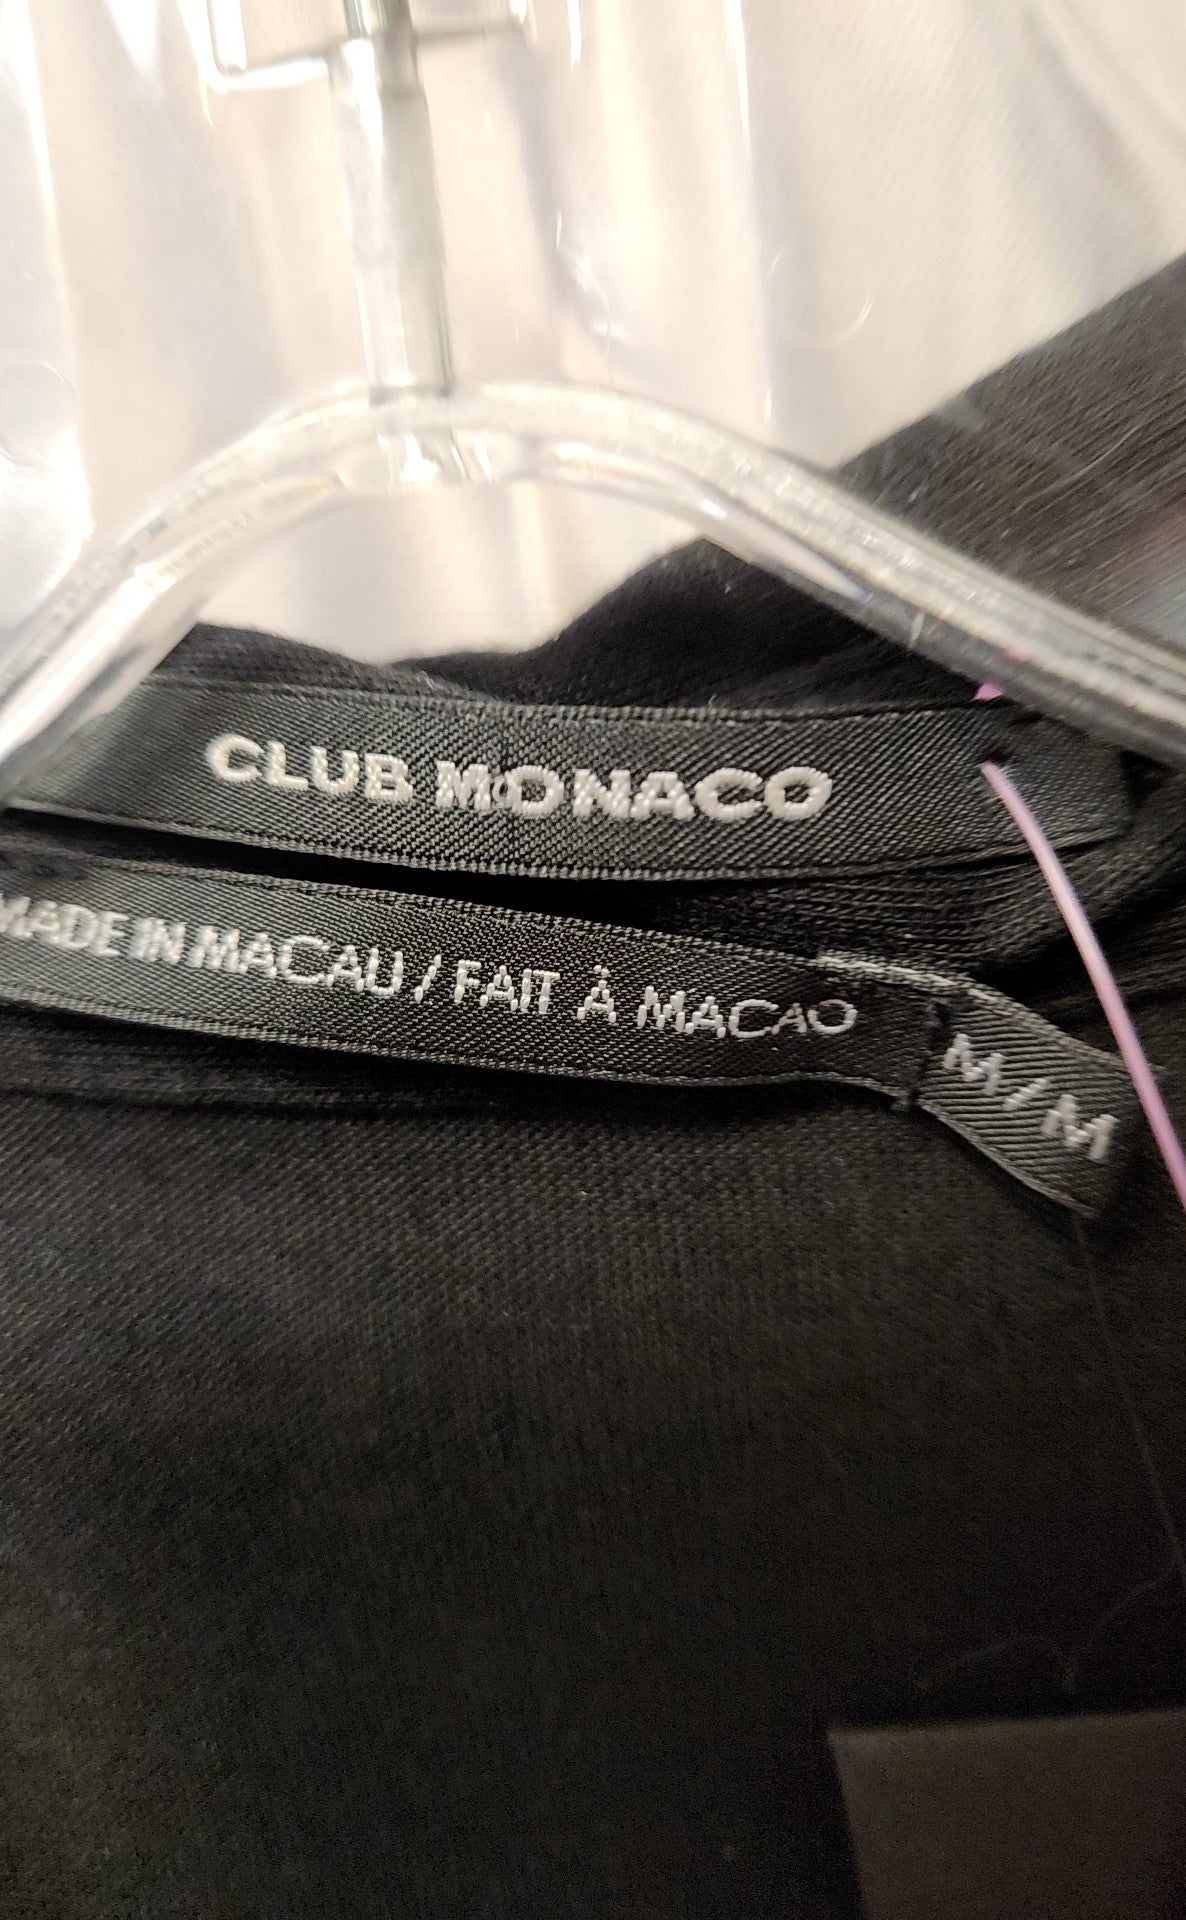 CLUB MONACO
MADE IN MACAU / FAIT À MACAO
M / M